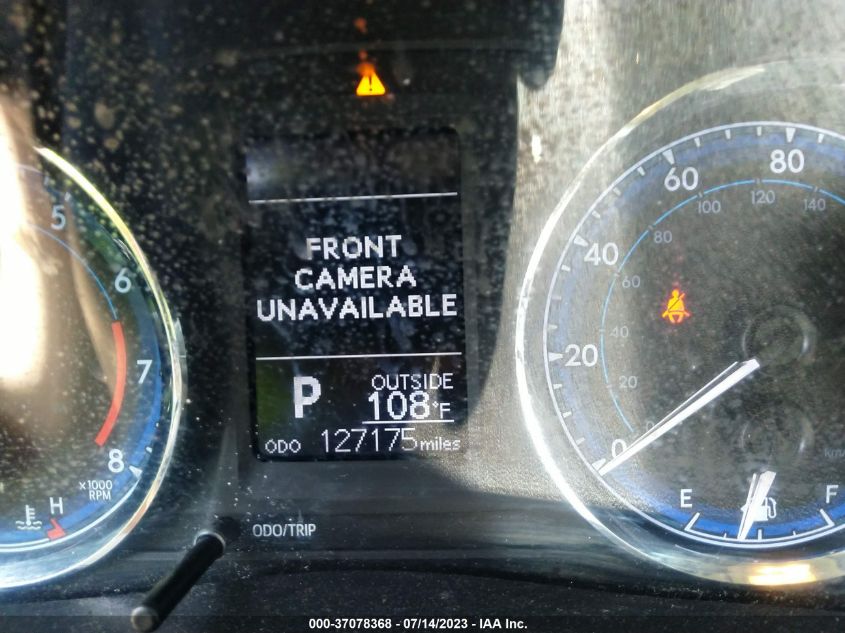 FRONT
CAMERA
UNAVAILABLE
P
OUTSIDE
108°F
ODO 127175 miles
ODO/TRIP
5
6
7
8
x1000
RPM
H
0
20
40
60
80
0
20
40
60
80
100
120
140
E
F
000-37078368 - 07/14/2023 - IAA Inc.